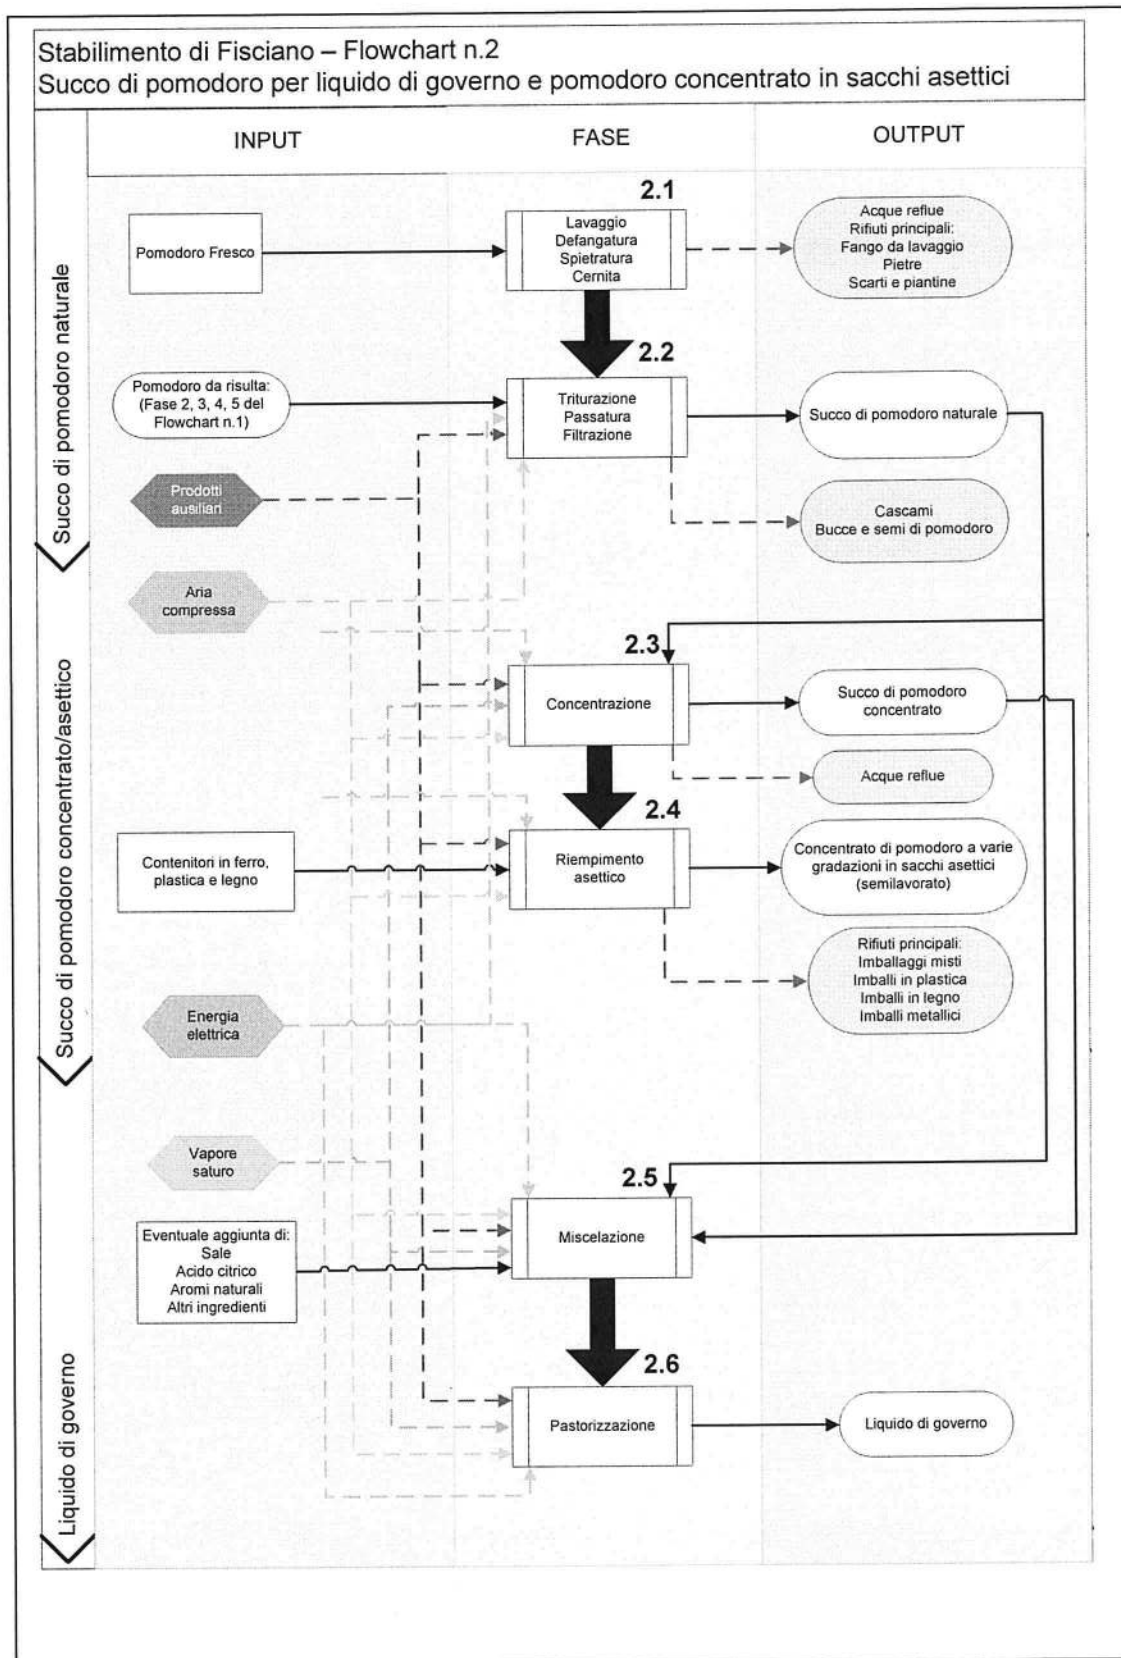 Stabilimento di Fisciano – Flowchart n.2
Succo di pomodoro per liquido di governo e pomodoro concentrato in sacchi asettici
INPUT
FASE
OUTPUT
Succo di pomodoro naturale
2.1
Pomodoro Fresco
Lavaggio
Defangatura
Spietratura
Cernita
Acque reflue
Rifiuti principali:
Fango da lavaggio
Pietre
Scarti e piantine
2.2
Pomodoro da risulta:
(Fase 2, 3, 4, 5 del
Flowchart n.1)
Triturazione
Passatura
Filtrazione
Succo di pomodoro naturale
Prodotti
ausiliari
Cascami
Bucce e semi di pomodoro
Aria
compressa
Succo di pomodoro concentrato/asettico
2.3
Concentrazione
Succo di pomodoro
concentrato
Acque reflue
2.4
Contenitori in ferro,
plastica e legno
Riempimento
asettico
Concentrato di pomodoro a varie
gradazioni in sacchi asettici
(semilavorato)
Rifiuti principali:
Imballaggi misti
Imballi in plastica
Imballi in legno
Imballi metallici
Energia
elettrica
Vapore
saturo
Liquido di governo
2.5
Eventuale aggiunta di:
Sale
Acido citrico
Aromi naturali
Altri ingredienti
Miscelazione
2.6
Pastorizzazione
Liquido di governo